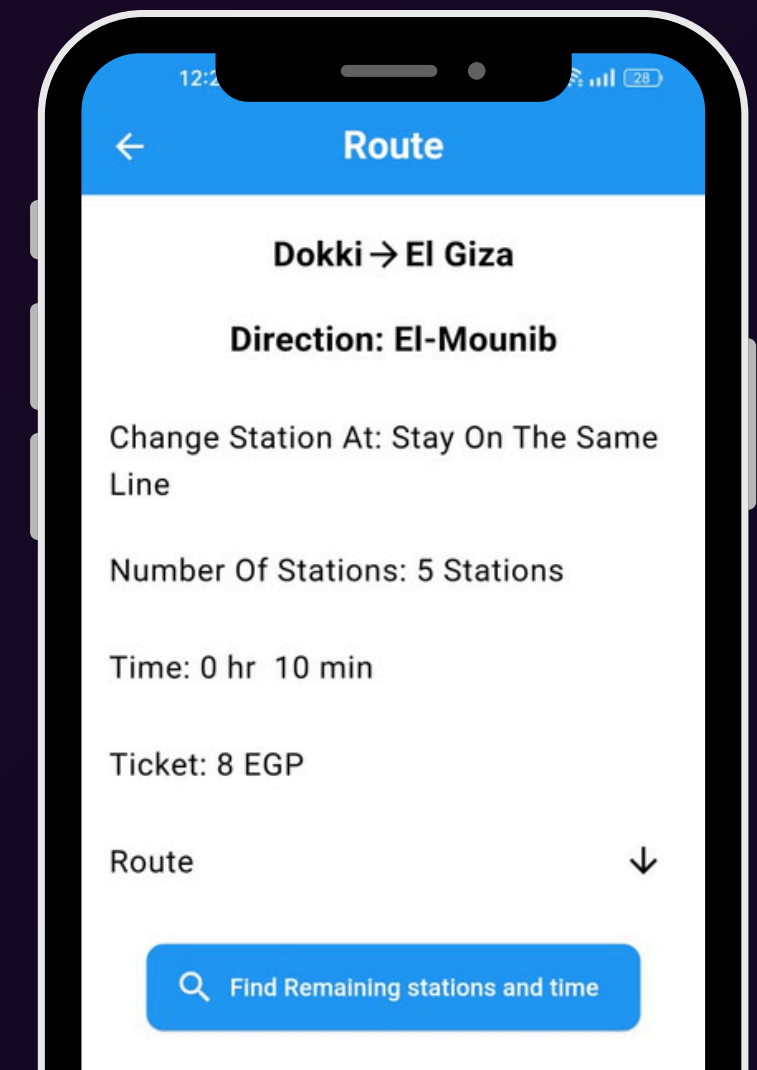 28
Route
Dokki → El Giza
Direction: El-Mounib
Change Station At: Stay On The Same
Line
Number Of Stations: 5 Stations
Time: 0 hr 10 min
Ticket: 8 EGP
Route
Find Remaining stations and time